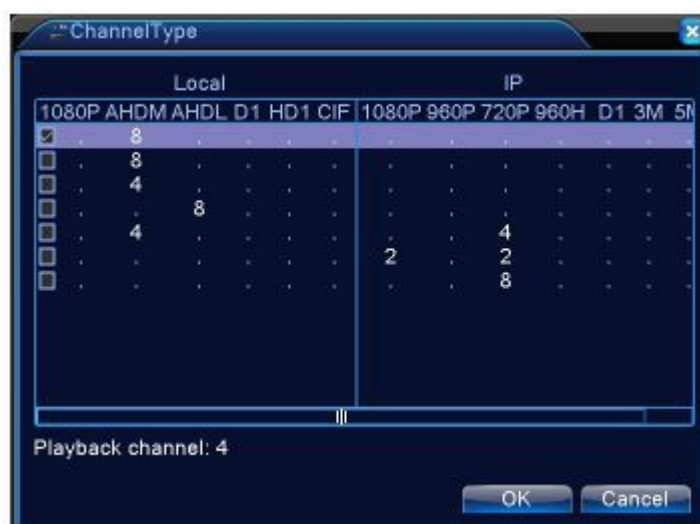 ChannelType
Local IP
1080P AHDM AHDL D1 HD1 CIF 1080P 960P 720P 960H D1 3M 5M
. 8 . . . . . . . . . . .
. 8 . . . . . . . . . . .
. 4 . . . . . . . . . . .
. . 8 . . . . . . . . . .
. 4 . . . . . . 4 . . . .
. . . . . . 2 . 2 . . . .
. . . . . . . . 8 . . . .
Playback channel: 4
OK Cancel